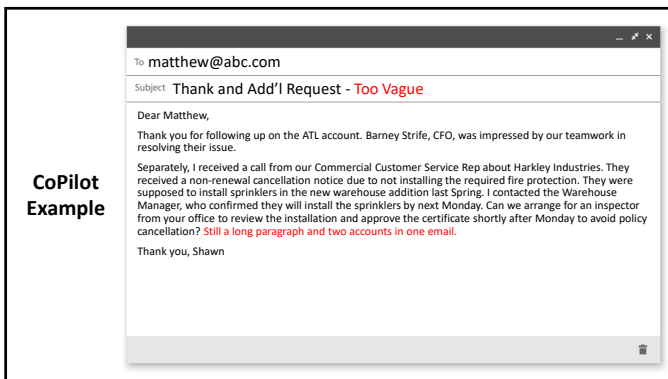 To matthew@abc.com
Subject Thank and Add'l Request - Too Vague
Dear Matthew,
Thank you for following up on the ATL account. Barney Strife, CFO, was impressed by our teamwork in
resolving their issue.
Separately, I received a call from our Commercial Customer Service Rep about Harkley Industries. They
received a non-renewal cancellation notice due to not installing the required fire protection. They were
supposed to install sprinklers in the new warehouse addition last Spring. I contacted the Warehouse
Manager, who confirmed they will install the sprinklers by next Monday. Can we arrange for an inspector
from your office to review the installation and approve the certificate shortly after Monday to avoid policy
cancellation? Still a long paragraph and two accounts in one email.
Thank you, Shawn
CoPilot
Example